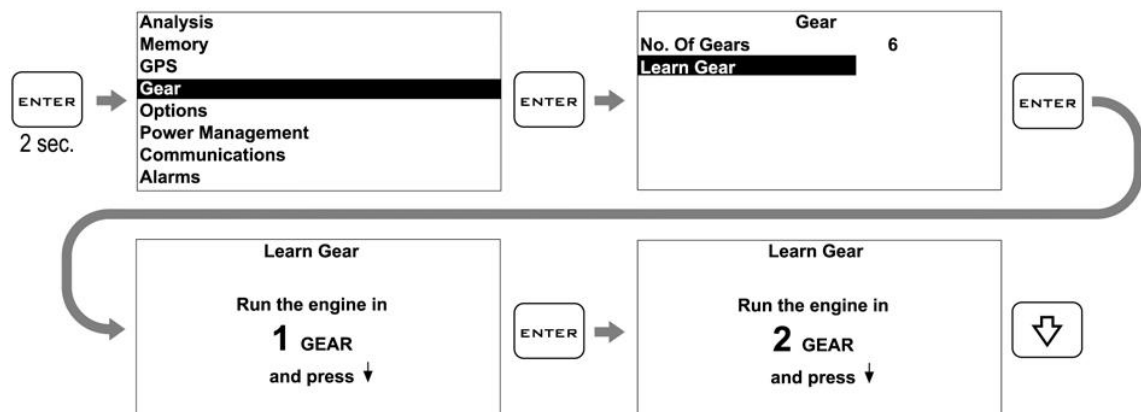 ENTER
2 sec.
Analysis
Memory
GPS
Gear
Options
Power Management
Communications
Alarms
ENTER
Gear
No. Of Gears 6
Learn Gear
ENTER
Learn Gear
Run the engine in
1 GEAR
and press ↓
ENTER
Learn Gear
Run the engine in
2 GEAR
and press ↓